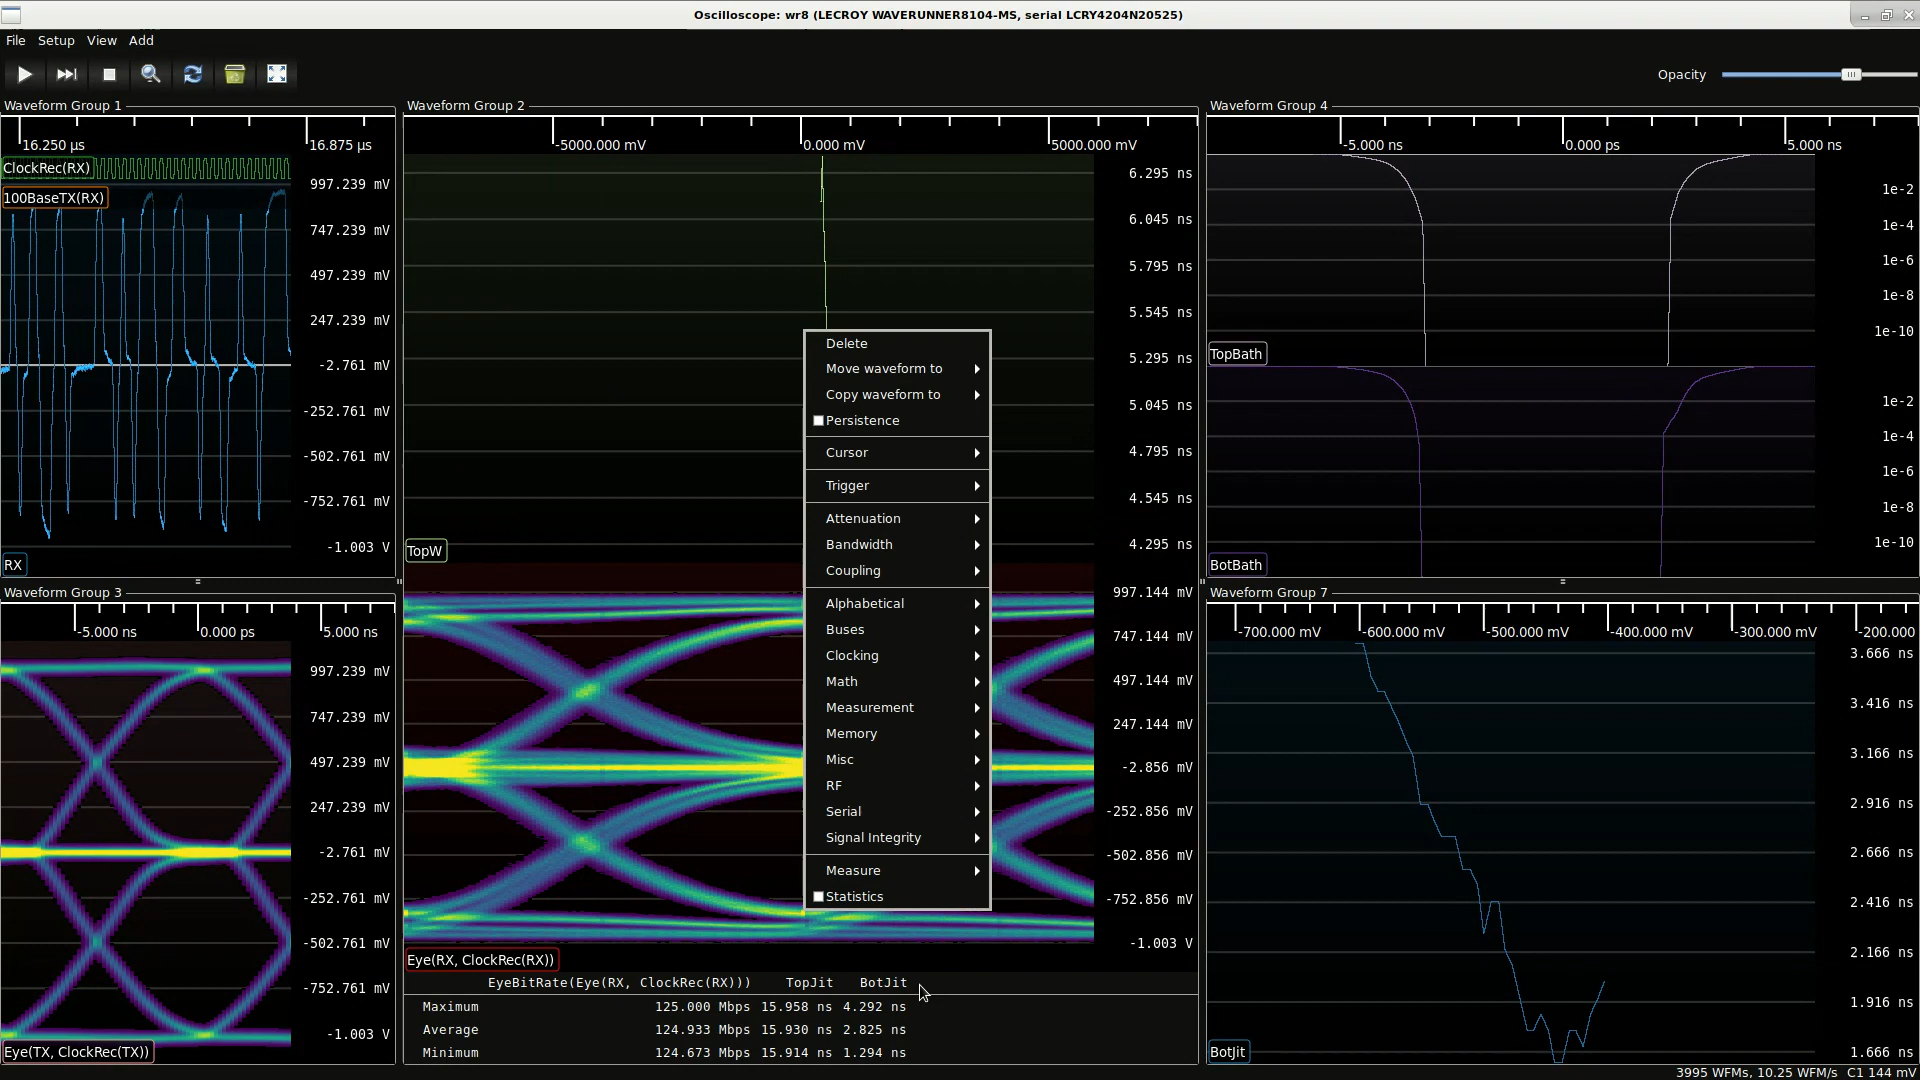 Oscilloscope: wr8 (LECROY WAVERUNNER8104-MS, serial LCRY4204N20525)
File Setup View Add
Opacity
Waveform Group 1
16.250 µs 16.875 µs
ClockRec(RX)
100BaseTX(RX)
997.239 mV
747.239 mV
497.239 mV
247.239 mV
-2.761 mV
-252.761 mV
-502.761 mV
-752.761 mV
-1.003 V
RX
Waveform Group 3
-5.000 ns 0.000 ps 5.000 ns
997.239 mV
747.239 mV
497.239 mV
247.239 mV
-2.761 mV
-252.761 mV
-502.761 mV
-752.761 mV
-1.003 V
Eye(TX, ClockRec(TX))
Waveform Group 2
-5000.000 mV 0.000 mV 5000.000 mV
6.295 ns
6.045 ns
5.795 ns
5.545 ns
5.295 ns
5.045 ns
4.795 ns
4.545 ns
4.295 ns
TopW
997.144 mV
747.144 mV
497.144 mV
247.144 mV
-2.856 mV
-252.856 mV
-502.856 mV
-752.856 mV
-1.003 V
Eye(RX, ClockRec(RX))
Delete
Move waveform to
Copy waveform to
Persistence
Cursor
Trigger
Attenuation
Bandwidth
Coupling
Alphabetical
Buses
Clocking
Math
Measurement
Memory
Misc
RF
Serial
Signal Integrity
Measure
Statistics
EyeBitRate(Eye(RX, ClockRec(RX))) TopJit BotJit
Maximum 125.000 Mbps 15.958 ns 4.292 ns
Average 124.933 Mbps 15.930 ns 2.825 ns
Minimum 124.673 Mbps 15.914 ns 1.294 ns
Waveform Group 4
-5.000 ns 0.000 ps 5.000 ns
1e-2
1e-4
1e-6
1e-8
1e-10
TopBath
1e-2
1e-4
1e-6
1e-8
1e-10
BotBath
Waveform Group 7
-700.000 mV -600.000 mV -500.000 mV -400.000 mV -300.000 mV -200.000
3.666 ns
3.416 ns
3.166 ns
2.916 ns
2.666 ns
2.416 ns
2.166 ns
1.916 ns
1.666 ns
BotJit
3995 WFMs, 10.25 WFM/s C1 144 mV